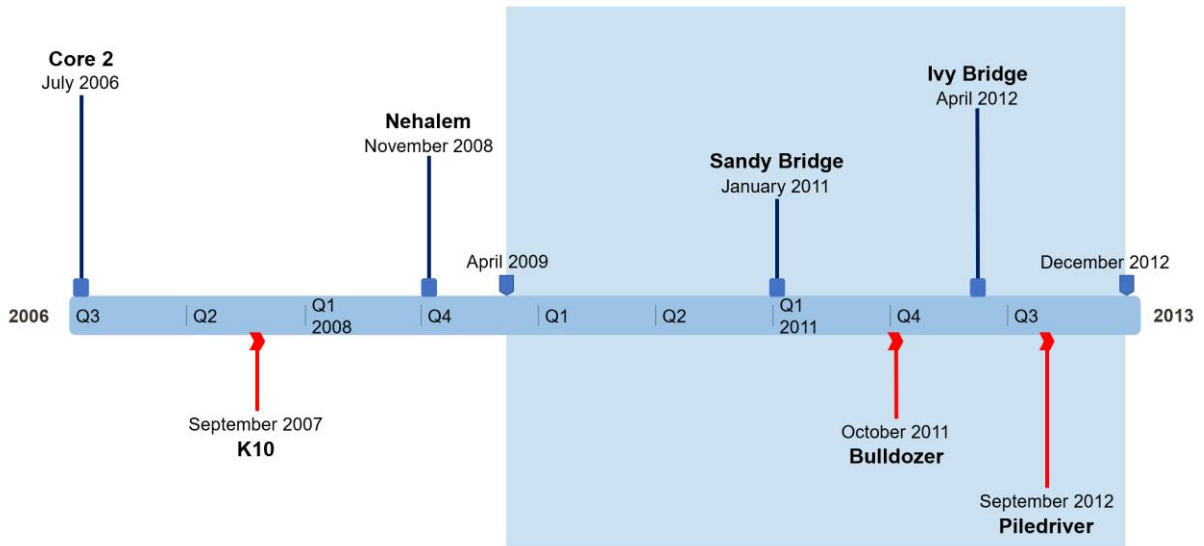 Core 2
July 2006
Nehalem
November 2008
Sandy Bridge
January 2011
Ivy Bridge
April 2012
April 2009
December 2012
2006
Q3
Q2
Q1
2008
Q4
Q1
Q2
Q1
2011
Q4
Q3
2013
September 2007
K10
October 2011
Bulldozer
September 2012
Piledriver